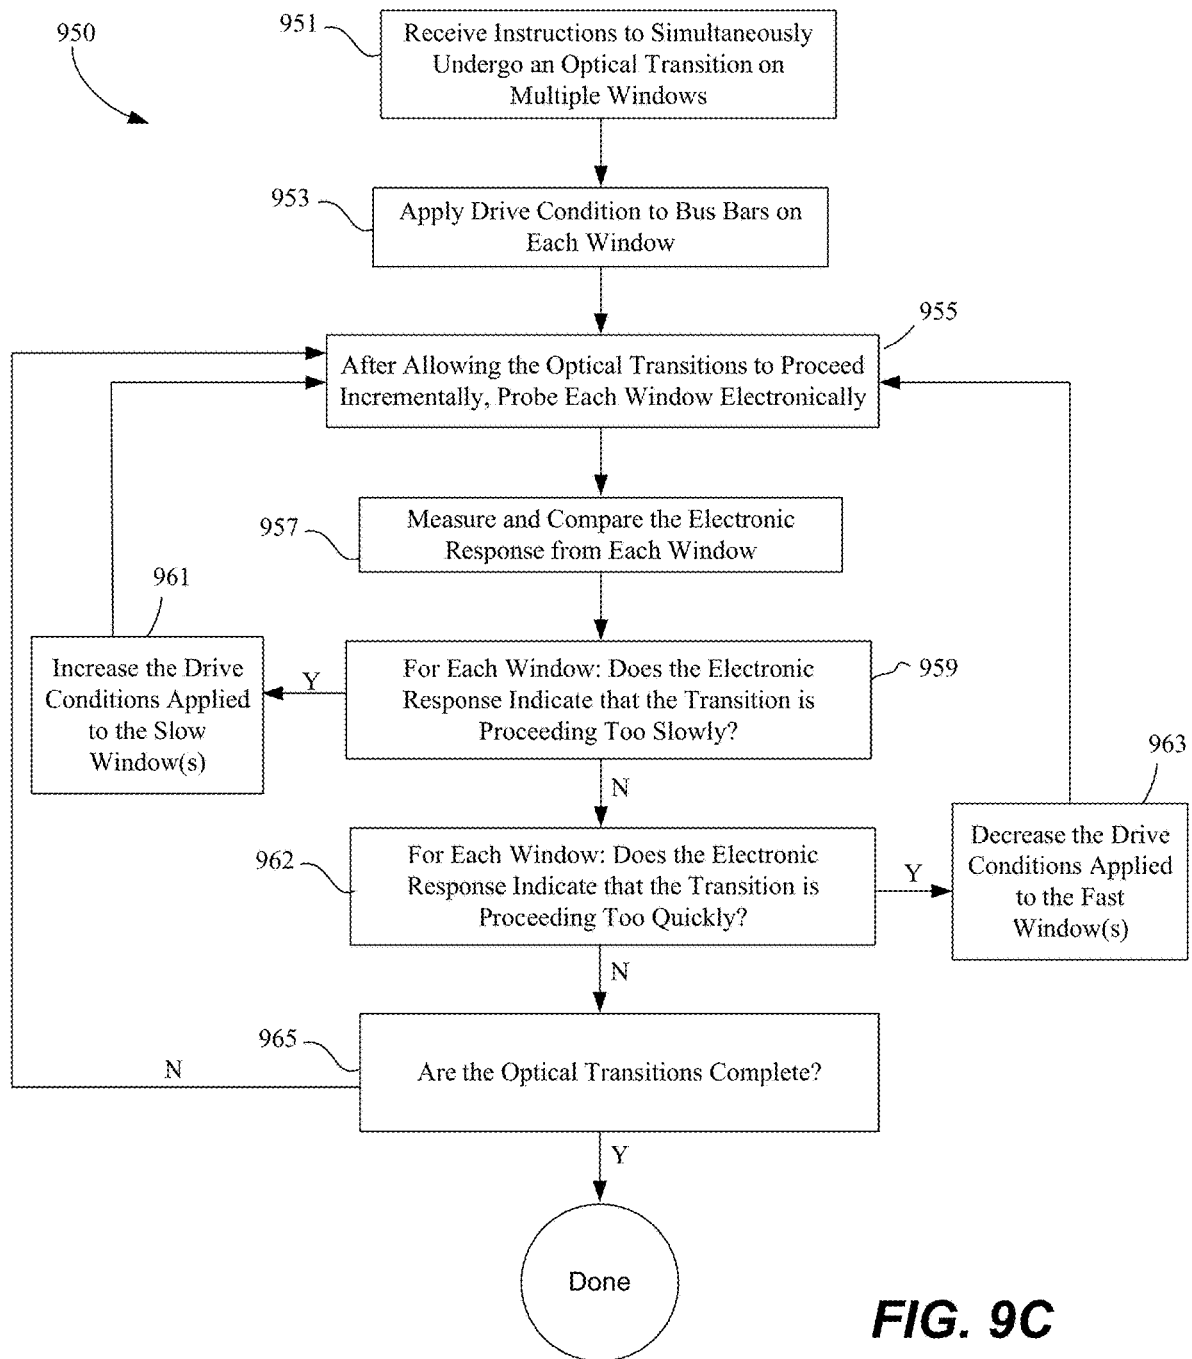 950
951
Receive Instructions to Simultaneously
Undergo an Optical Transition on
Multiple Windows
953
Apply Drive Condition to Bus Bars on
Each Window
955
After Allowing the Optical Transitions to Proceed
Incrementally, Probe Each Window Electronically
957
Measure and Compare the Electronic
Response from Each Window
961
Increase the Drive
Conditions Applied
to the Slow
Window(s)
Y
For Each Window: Does the Electronic
Response Indicate that the Transition is
Proceeding Too Slowly?
959
N
962
For Each Window: Does the Electronic
Response Indicate that the Transition is
Proceeding Too Quickly?
Y
963
Decrease the Drive
Conditions Applied
to the Fast
Window(s)
N
965
Are the Optical Transitions Complete?
N
Y
Done
FIG. 9C